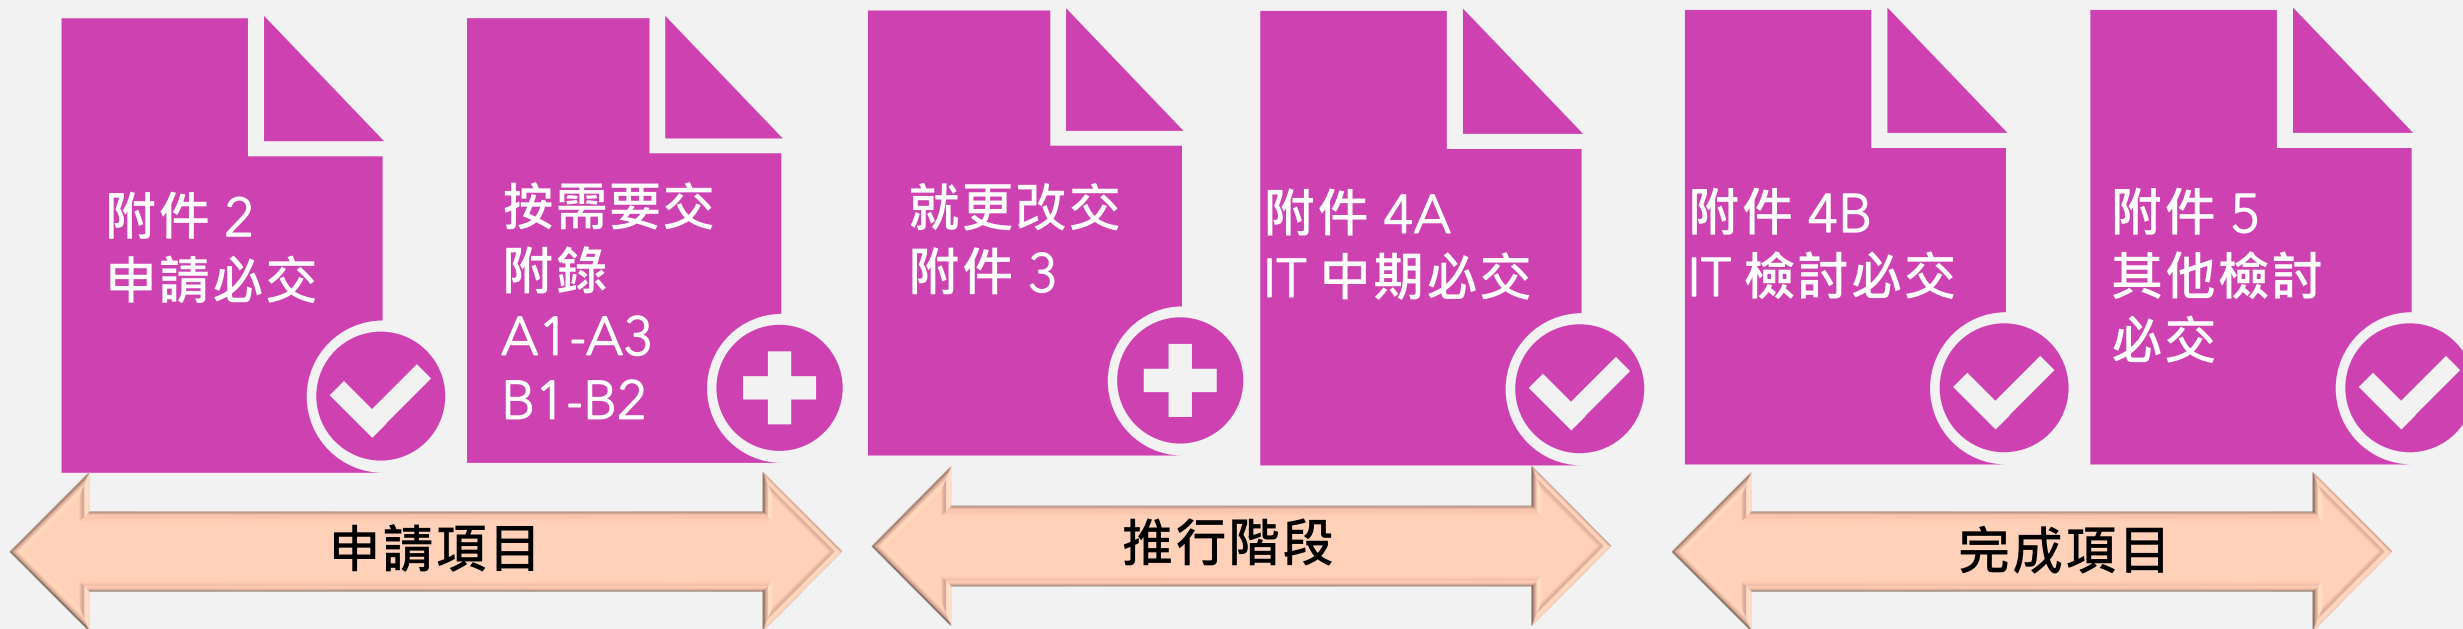 附件 2
申請必交
按需要交
附錄
A1-A3
B1-B2
就更改交
附件 3
附件 4A
IT 中期必交
附件 4B
IT 檢討必交
附件 5
其他檢討
必交
申請項目
推行階段
完成項目